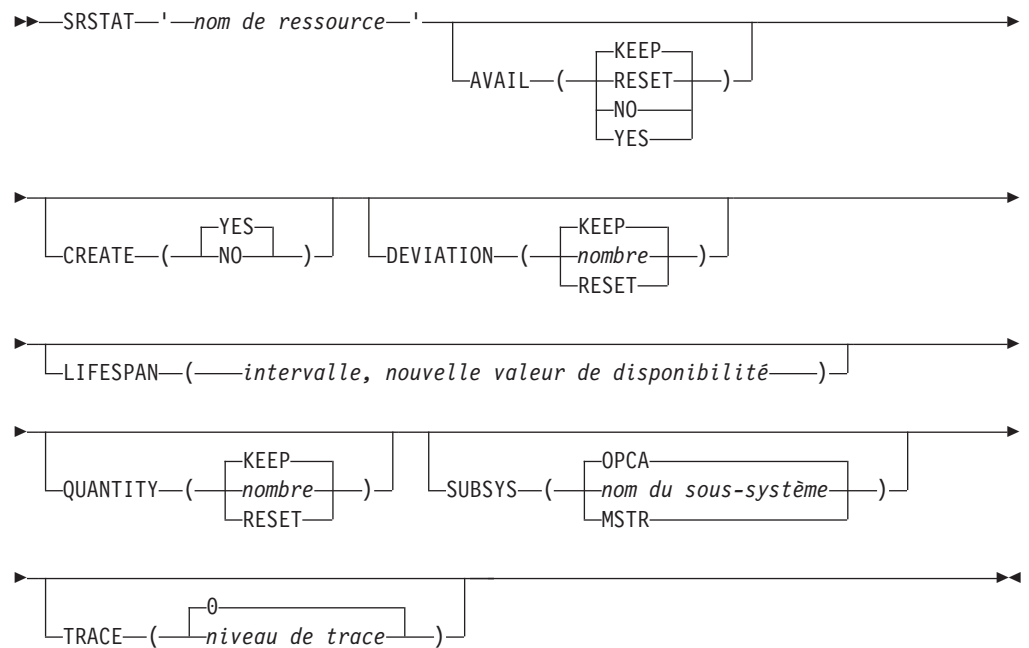 SRSTAT ' nom de ressource '
KEEP
AVAIL ( RESET )
NO
YES
YES KEEP
CREATE ( NO ) DEVIATION ( nombre )
RESET
LIFESPAN ( intervalle, nouvelle valeur de disponibilité )
KEEP OPCA
QUANTITY ( nombre ) SUBSYS ( nom du sous-système )
RESET MSTR
0
TRACE ( niveau de trace )